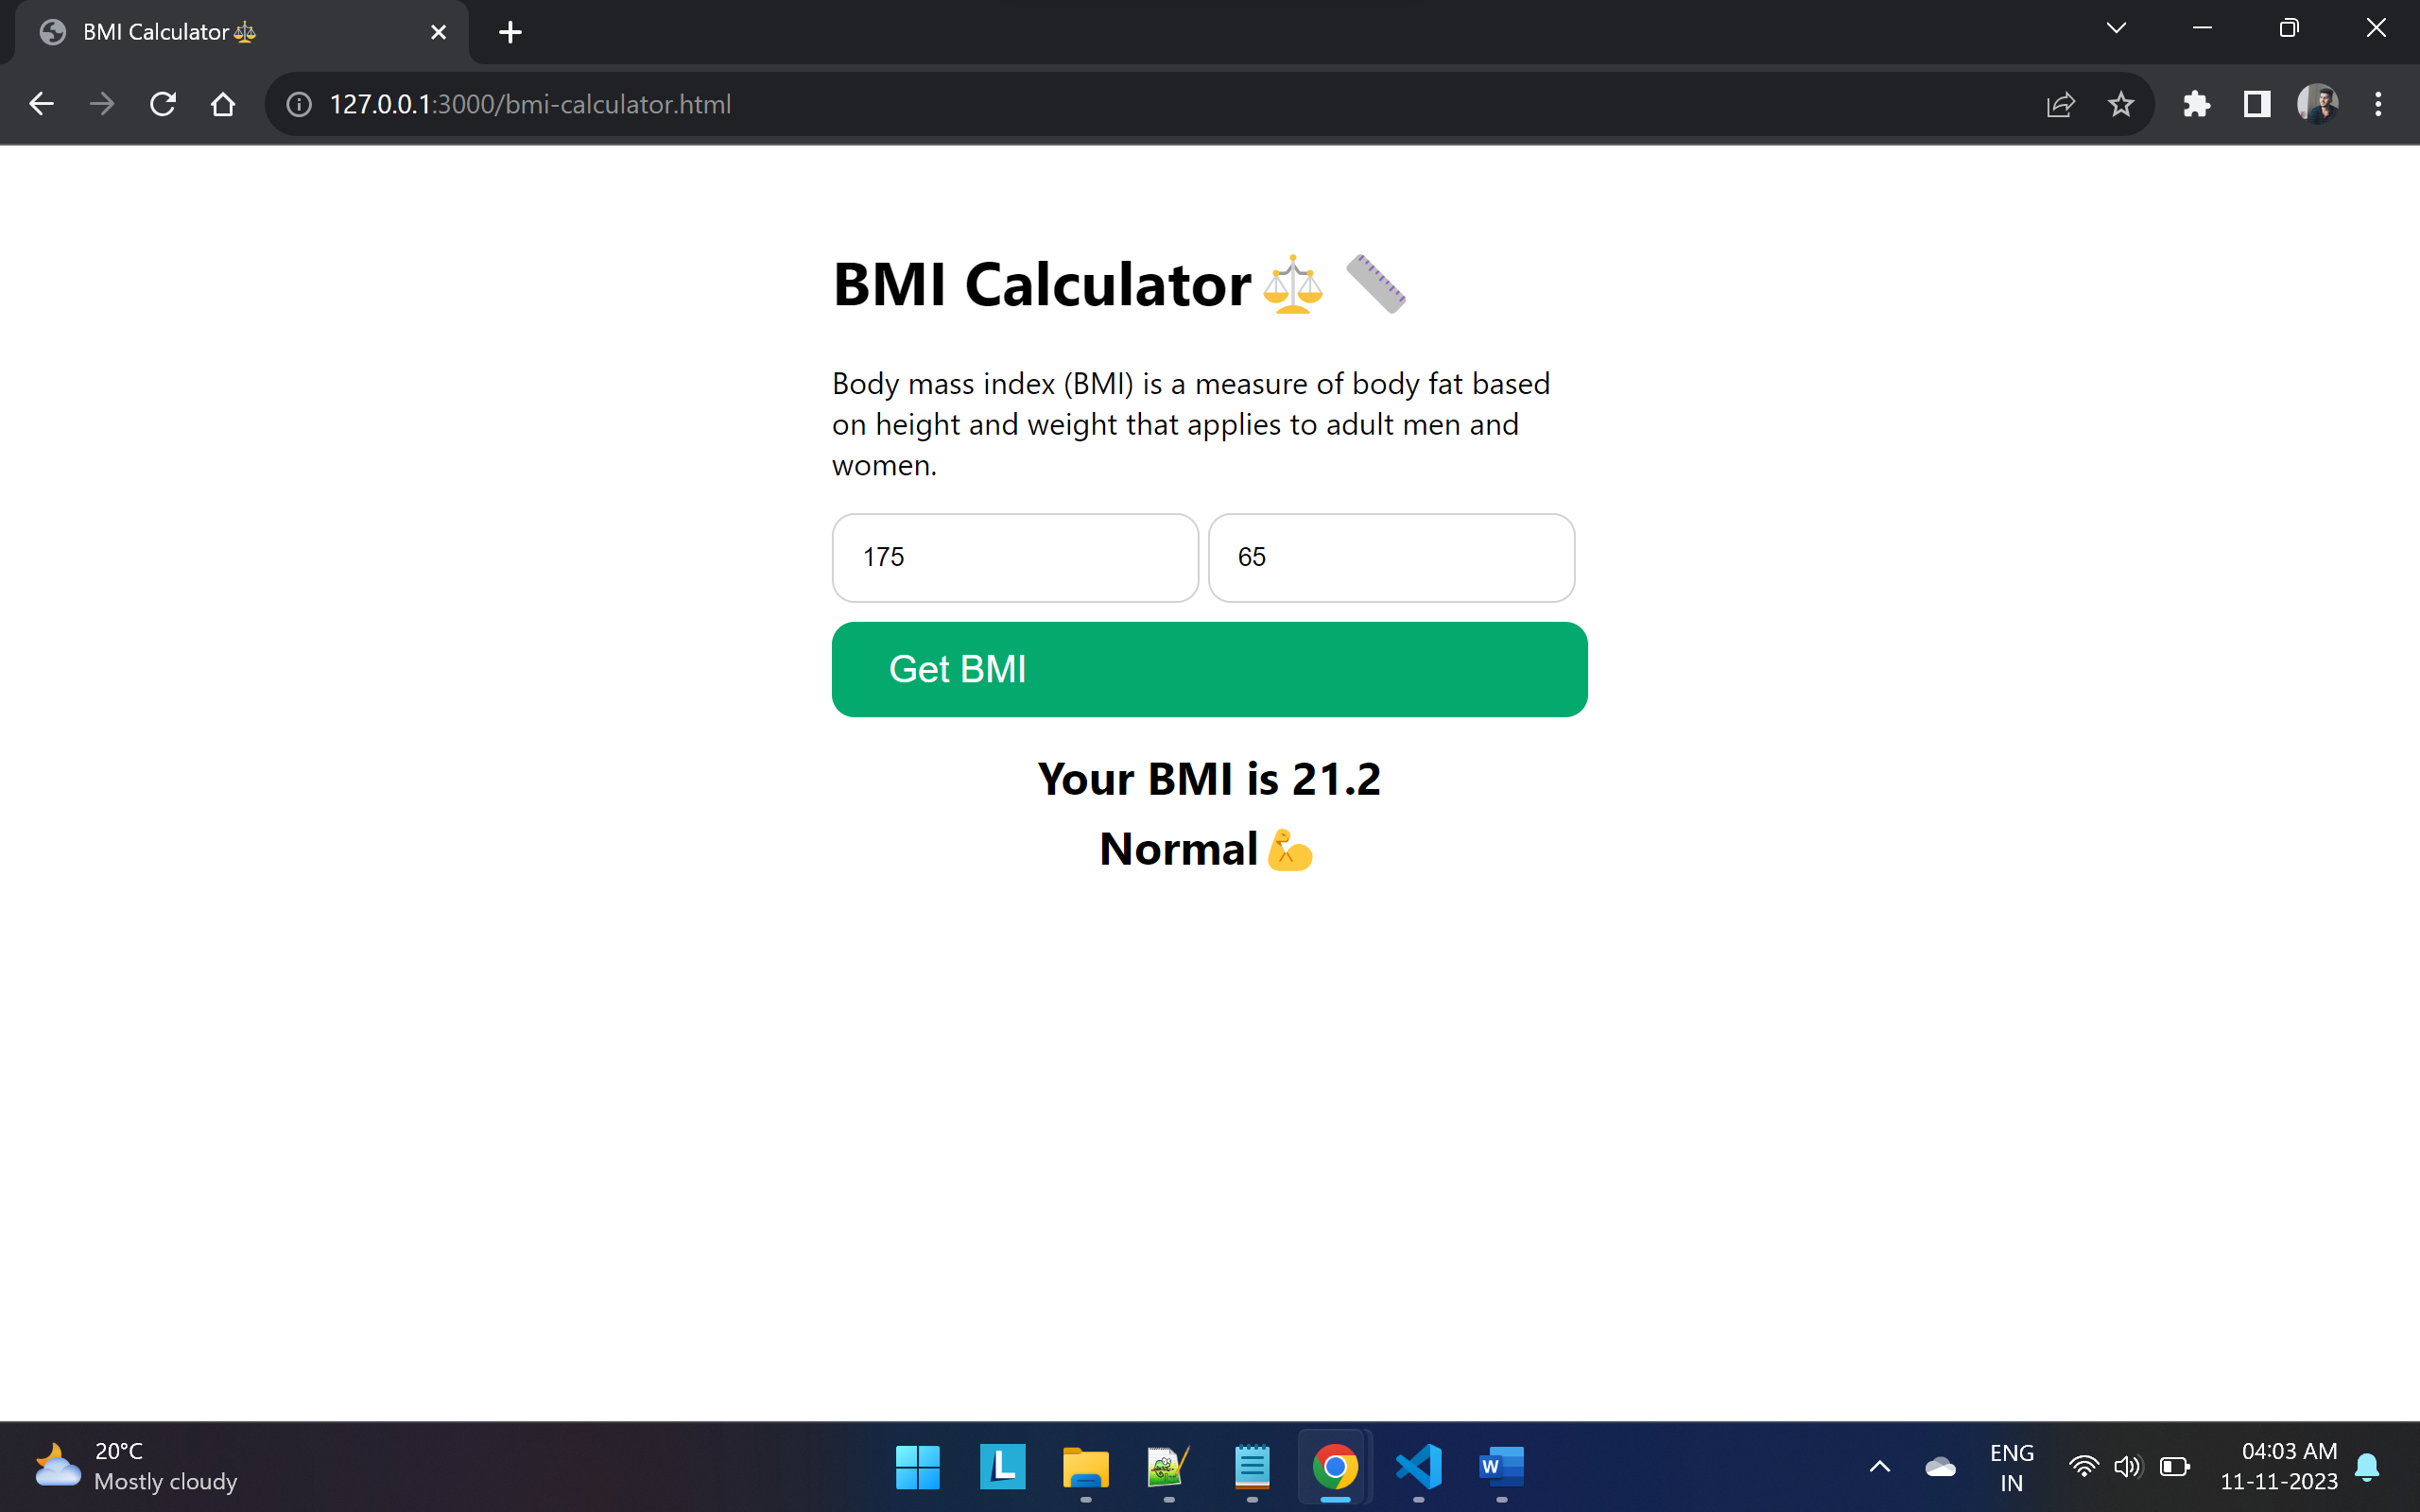 BMI Calculator⚖️
127.0.0.1:3000/bmi-calculator.html
BMI Calculator⚖️ 📏
Body mass index (BMI) is a measure of body fat based
on height and weight that applies to adult men and
women.
175 65
Get BMI
Your BMI is 21.2
Normal💪
20°C
Mostly cloudy
L
W
ENG
IN
04:03 AM
11-11-2023